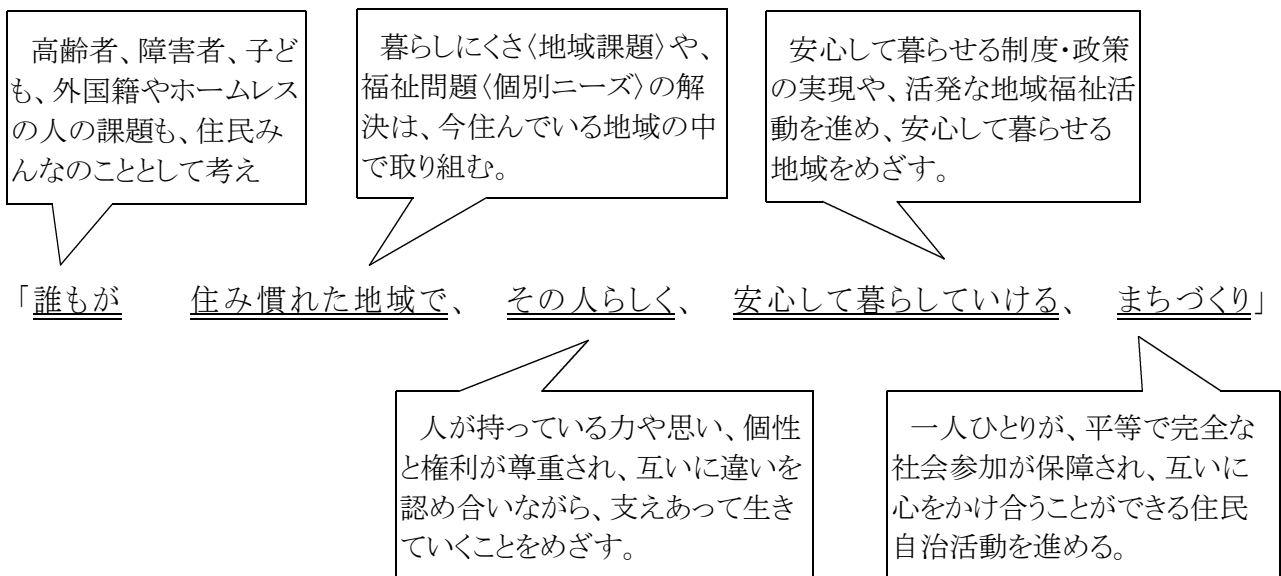 高齢者、障害者、子ど
も、外国籍やホームレス
の人の課題も、住民み
んなのこととして考え
暮らしにくさ〈地域課題〉や、
福祉問題〈個別ニーズ〉の解
決は、今住んでいる地域の中
で取り組む。
安心して暮らせる制度・政策
の実現や、活発な地域福祉活
動を進め、安心して暮らせる
地域をめざす。
「誰もが　住み慣れた地域で、その人らしく、安心して暮らしていける、まちづくり」
人が持っている力や思い、個性
と権利が尊重され、互いに違いを
認め合いながら、支えあって生き
ていくことをめざす。
一人ひとりが、平等で完全な
社会参加が保障され、互いに
心をかけ合うことができる住民
自治活動を進める。